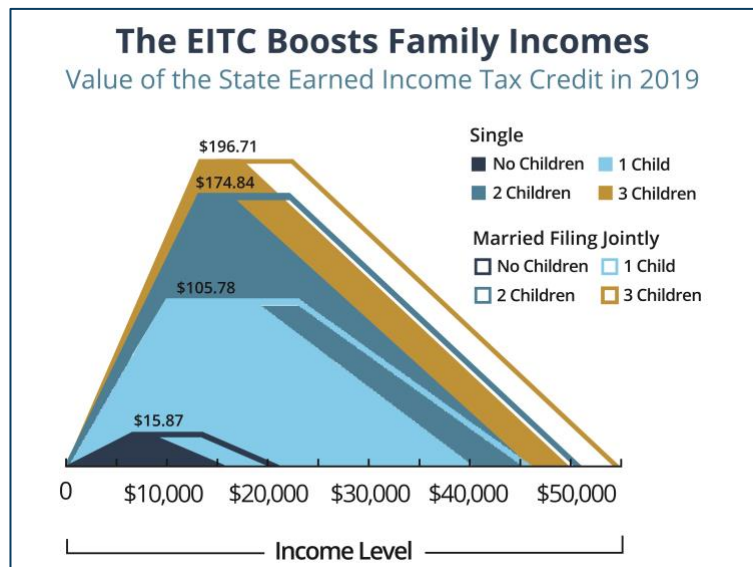 The EITC Boosts Family Incomes
Value of the State Earned Income Tax Credit in 2019
$196.71
$174.84
$105.78
$15.87
Single
No Children
1 Child
2 Children
3 Children
Married Filing Jointly
No Children
1 Child
2 Children
3 Children
0
$10,000
$20,000
$30,000
$40,000
$50,000
Income Level